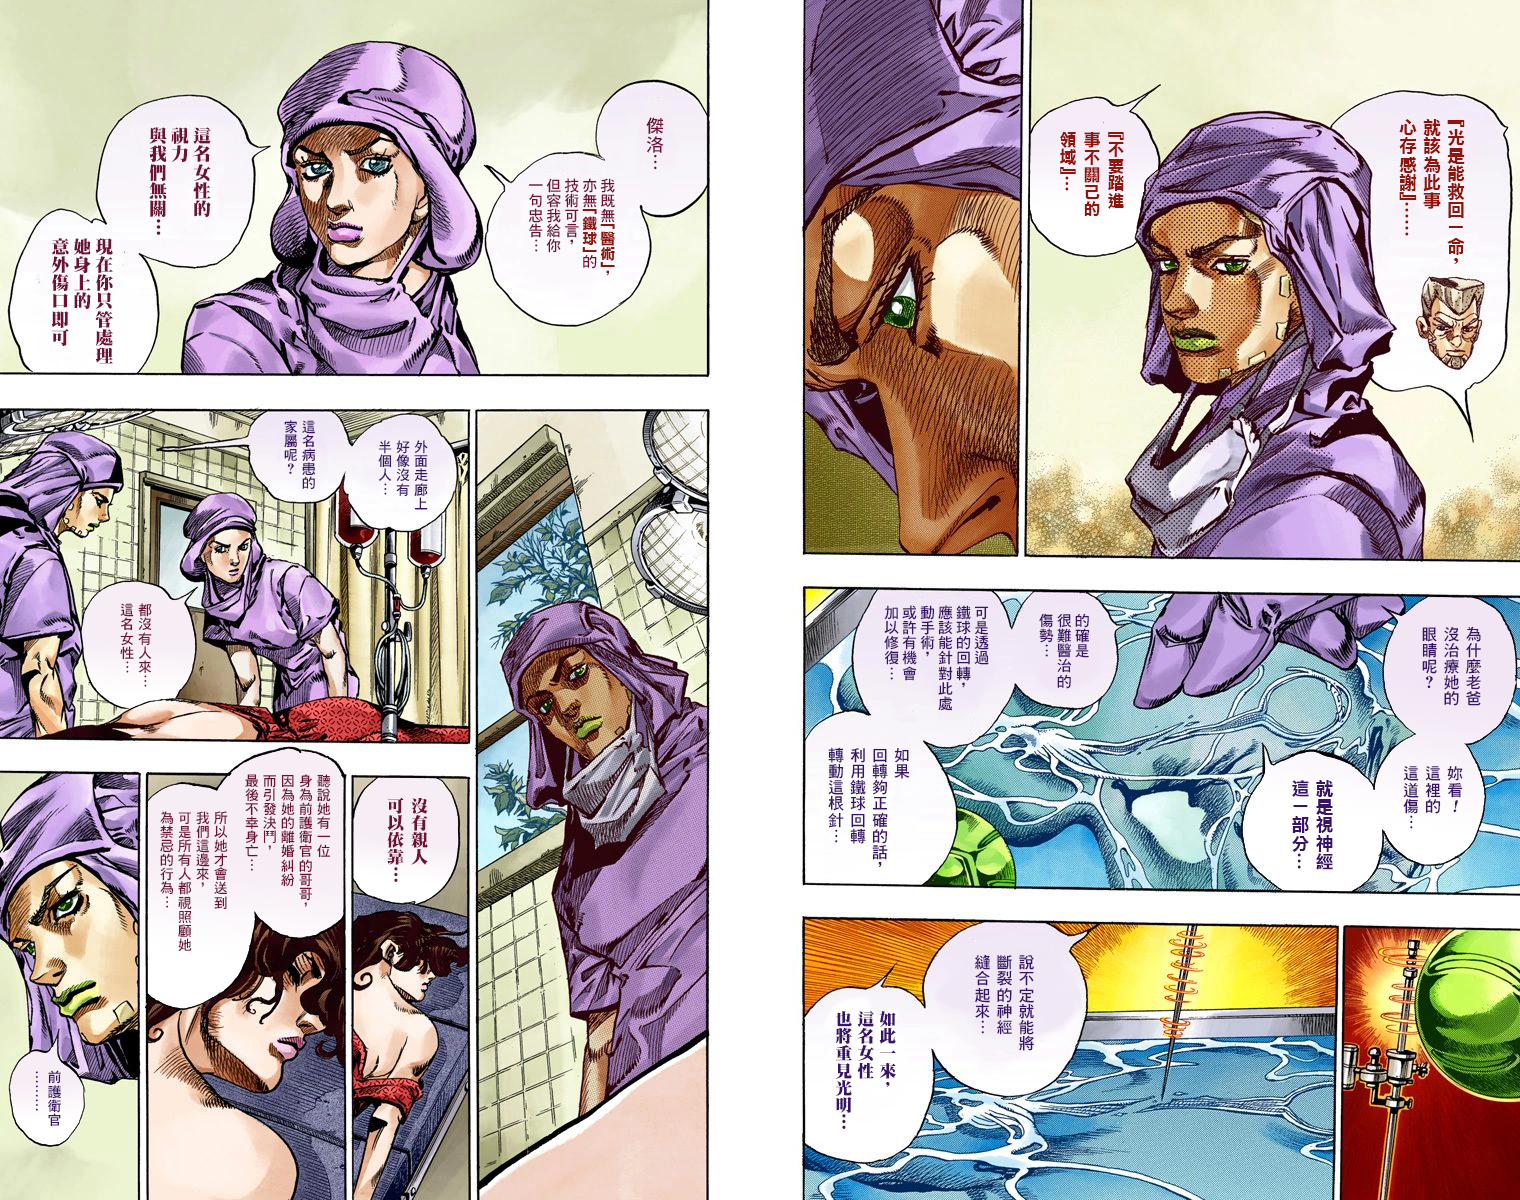 『光是能救回一命，
就該為此事
心存感謝』……
『不要踏進
事不關己的
領域』…
為什麼老爸
沒治療她的
眼睛呢？
妳看！
這裡的
這道傷…
就是視神經
這一部分…
的確是
很難醫治的
傷勢…
可是透過
鐵球的回轉，
應該能針對此處
動手術，
或許有機會
加以修復…
如果
回轉夠正確的話，
利用鐵球回轉
轉動這根針…
說不定就能將
斷裂的神經
縫合起來…
如此一來，
這名女性
也將重見光明…
傑洛…
我既無『醫術』，
亦無『鐵球』的
技術可言，
但容我給你
一句忠告…
這名女性的
視力
與我們無關…
現在你只管處理
她身上的
意外傷口即可
外面走廊上
好像沒有
半個人…
這名病患的
家屬呢？
都沒有人來…
這名女性…
沒有親人
可以依靠…
聽說她有一位
身為前護衛官的哥哥，
因為她的離婚糾紛
而引發決鬥，
最後不幸身亡…
所以她才會送到
我們這邊來，
可是所有人都視照顧她
為禁忌的行為…
前護衛官
………